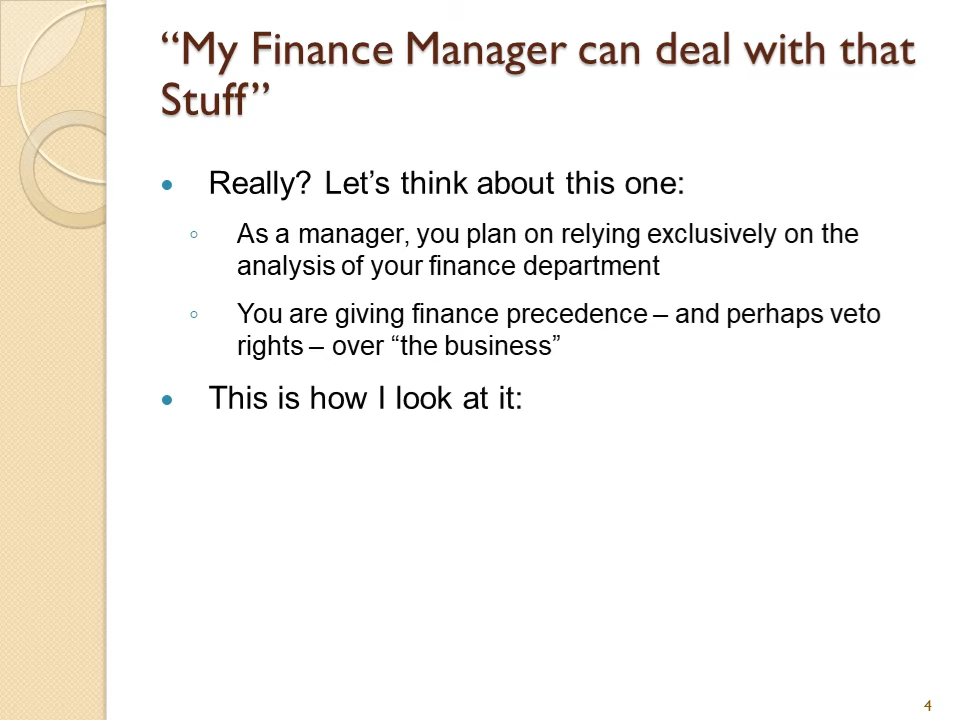 “My Finance Manager can deal with that
Stuff”
• Really? Let’s think about this one:
◦ As a manager, you plan on relying exclusively on the
analysis of your finance department
◦ You are giving finance precedence – and perhaps veto
rights – over “the business”
• This is how I look at it:
4